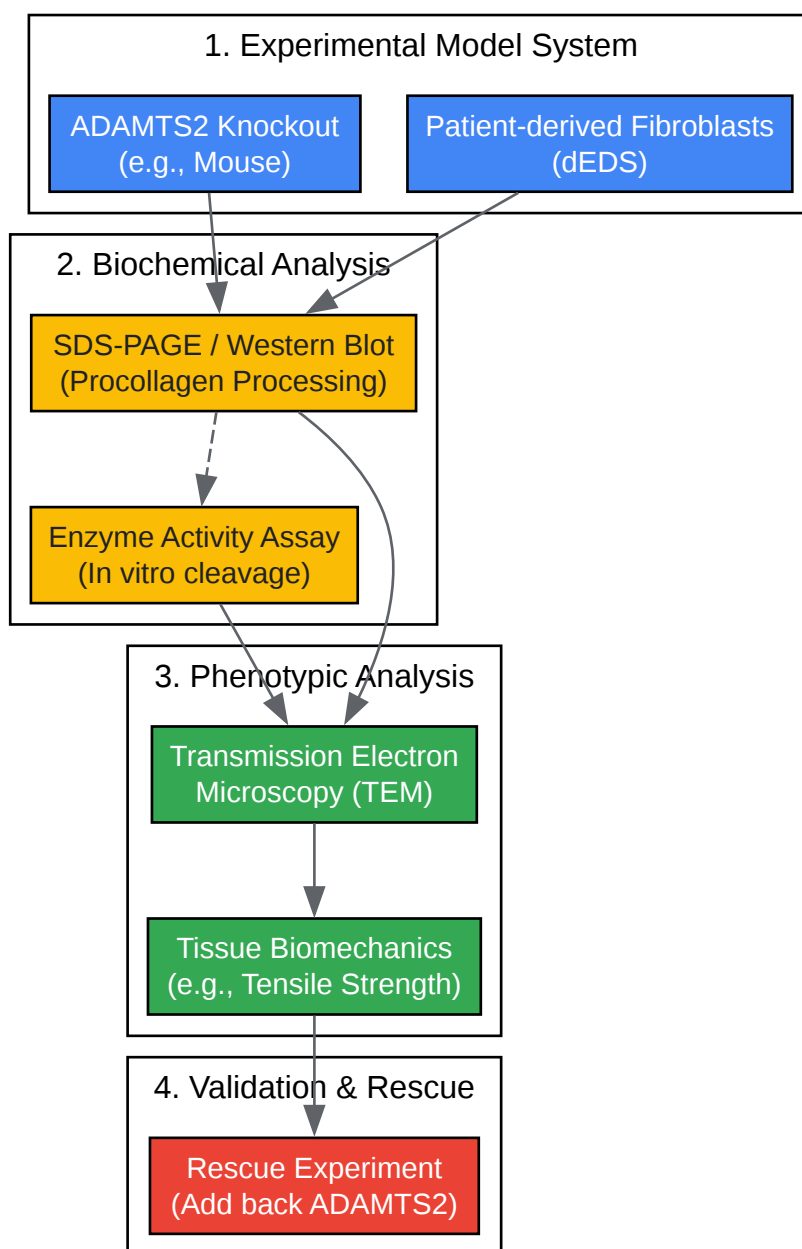 1. Experimental Model System
ADAMTS2 Knockout
(e.g., Mouse)
Patient-derived Fibroblasts
(dEDS)
2. Biochemical Analysis
SDS-PAGE / Western Blot
(Procollagen Processing)
Enzyme Activity Assay
(In vitro cleavage)
3. Phenotypic Analysis
Transmission Electron
Microscopy (TEM)
Tissue Biomechanics
(e.g., Tensile Strength)
4. Validation & Rescue
Rescue Experiment
(Add back ADAMTS2)